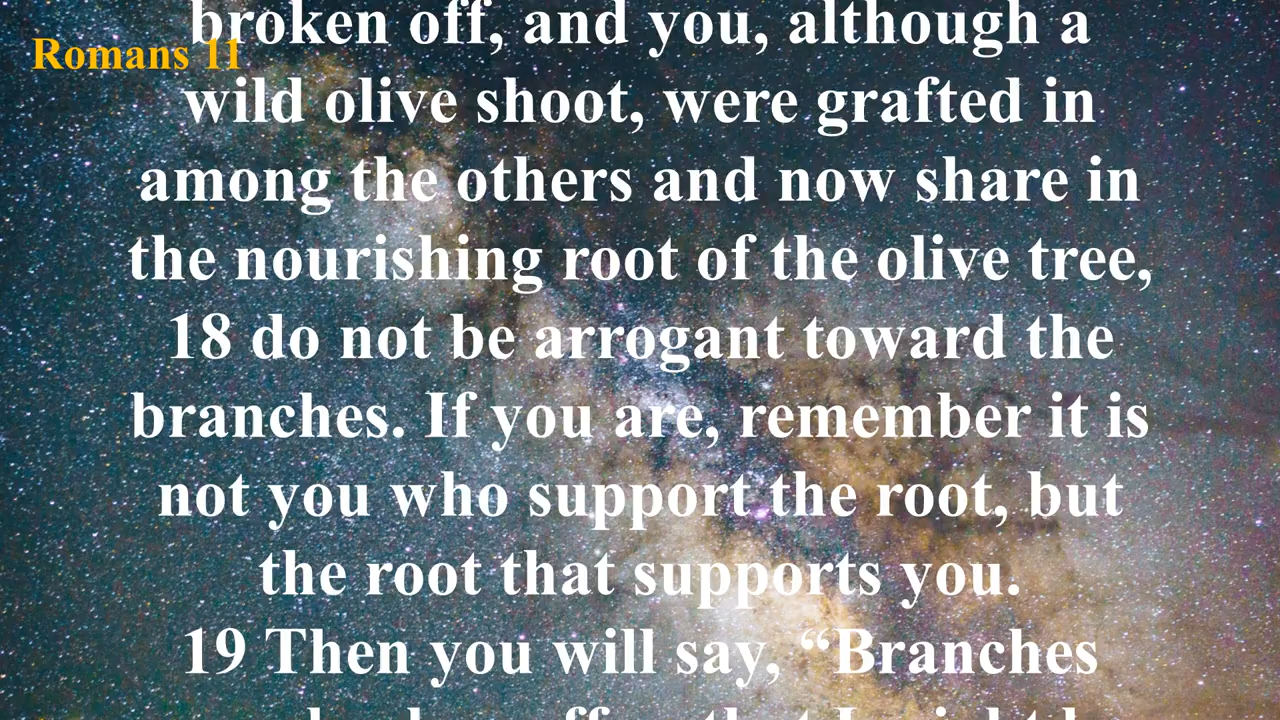 broken off, and you, although a
Romans 11
wild olive shoot, were grafted in
among the others and now share in
the nourishing root of the olive tree,
18 do not be arrogant toward the
branches. If you are, remember it is
not you who support the root, but
the root that supports you.
19 Then you will say, “Branches